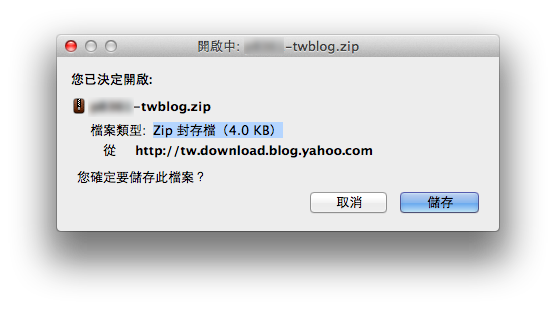 開啟中: -twblog.zip
您已決定開啟:
-twblog.zip
檔案類型: Zip 封存檔（4.0 KB）
從 http://tw.download.blog.yahoo.com
您確定要儲存此檔案？
取消 儲存